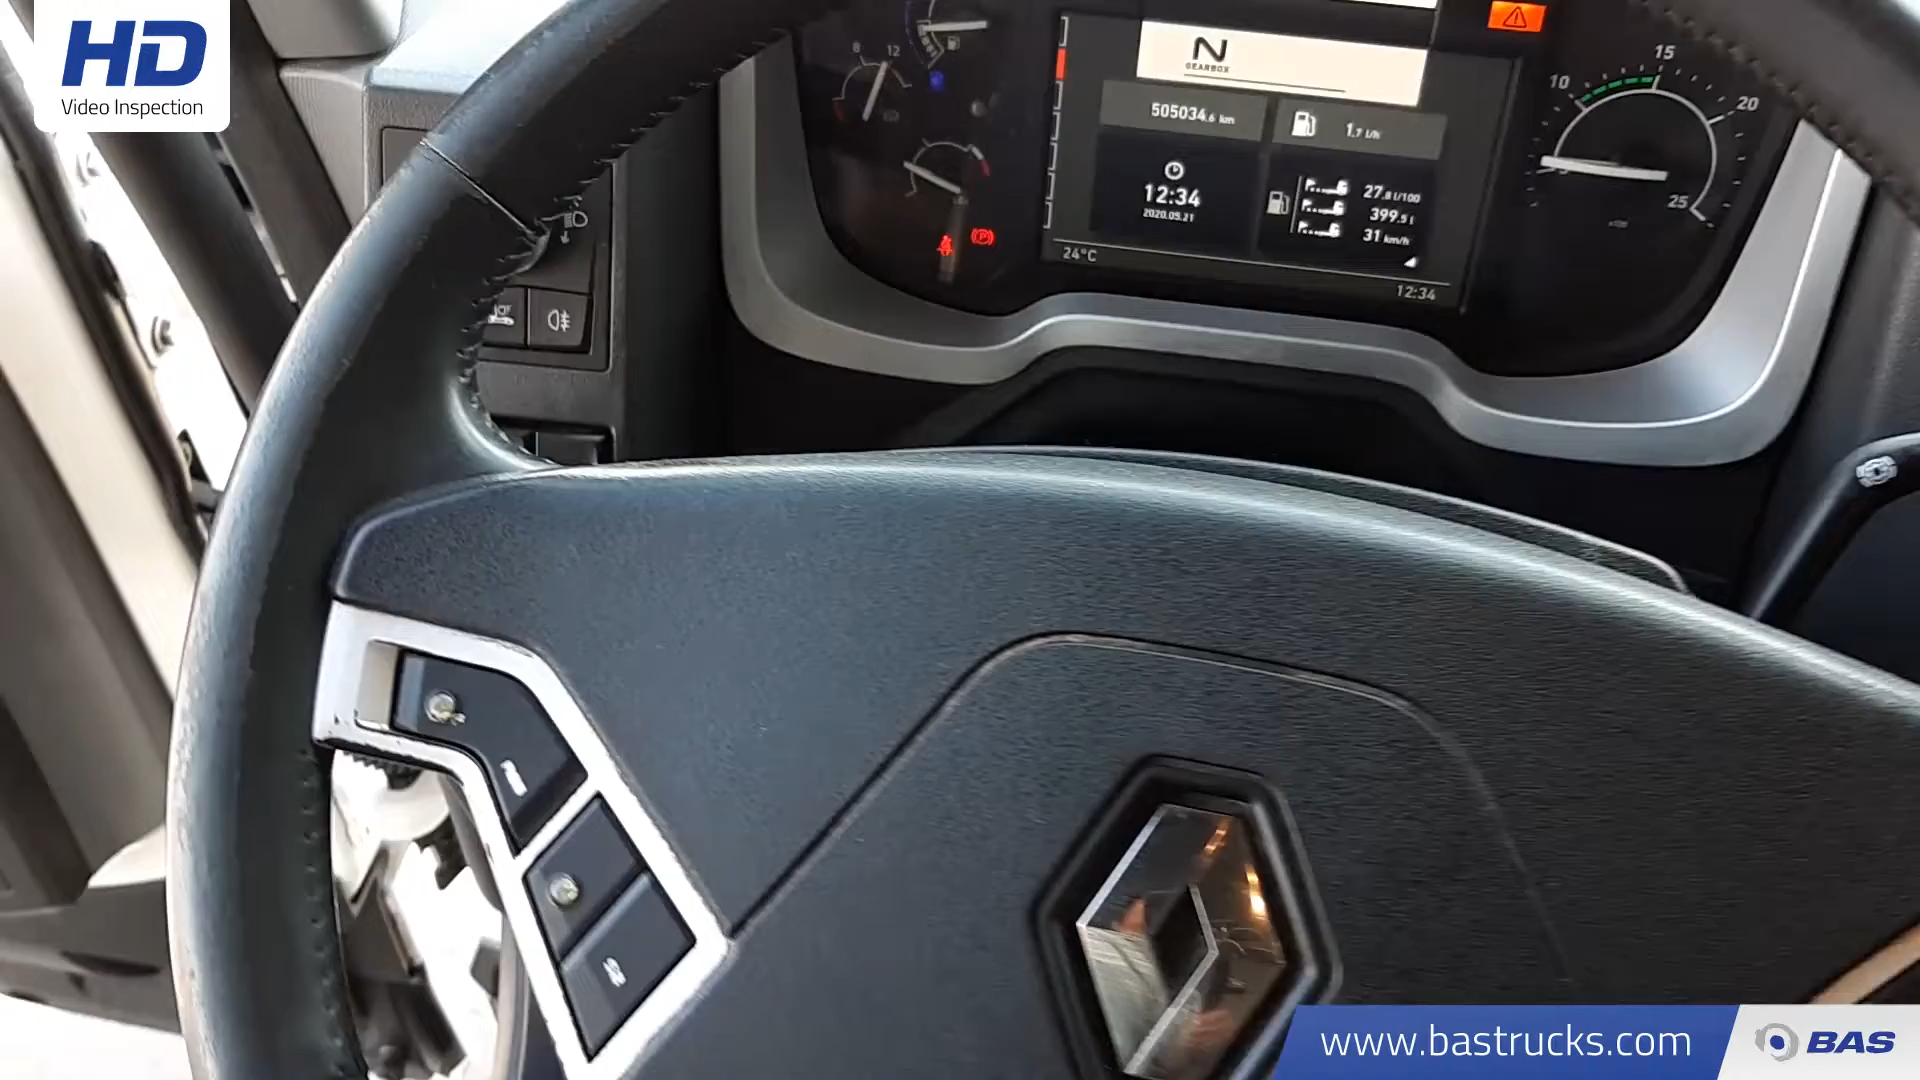 HD
Video Inspection
8 12
N
GEARBOX
505034.6 km
1.7 l/h
12:34
2020.05.21
27.8 l/100
399.5 l
31 km/h
24°C
12:34
10
15
20
25
www.bastrucks.com
BAS